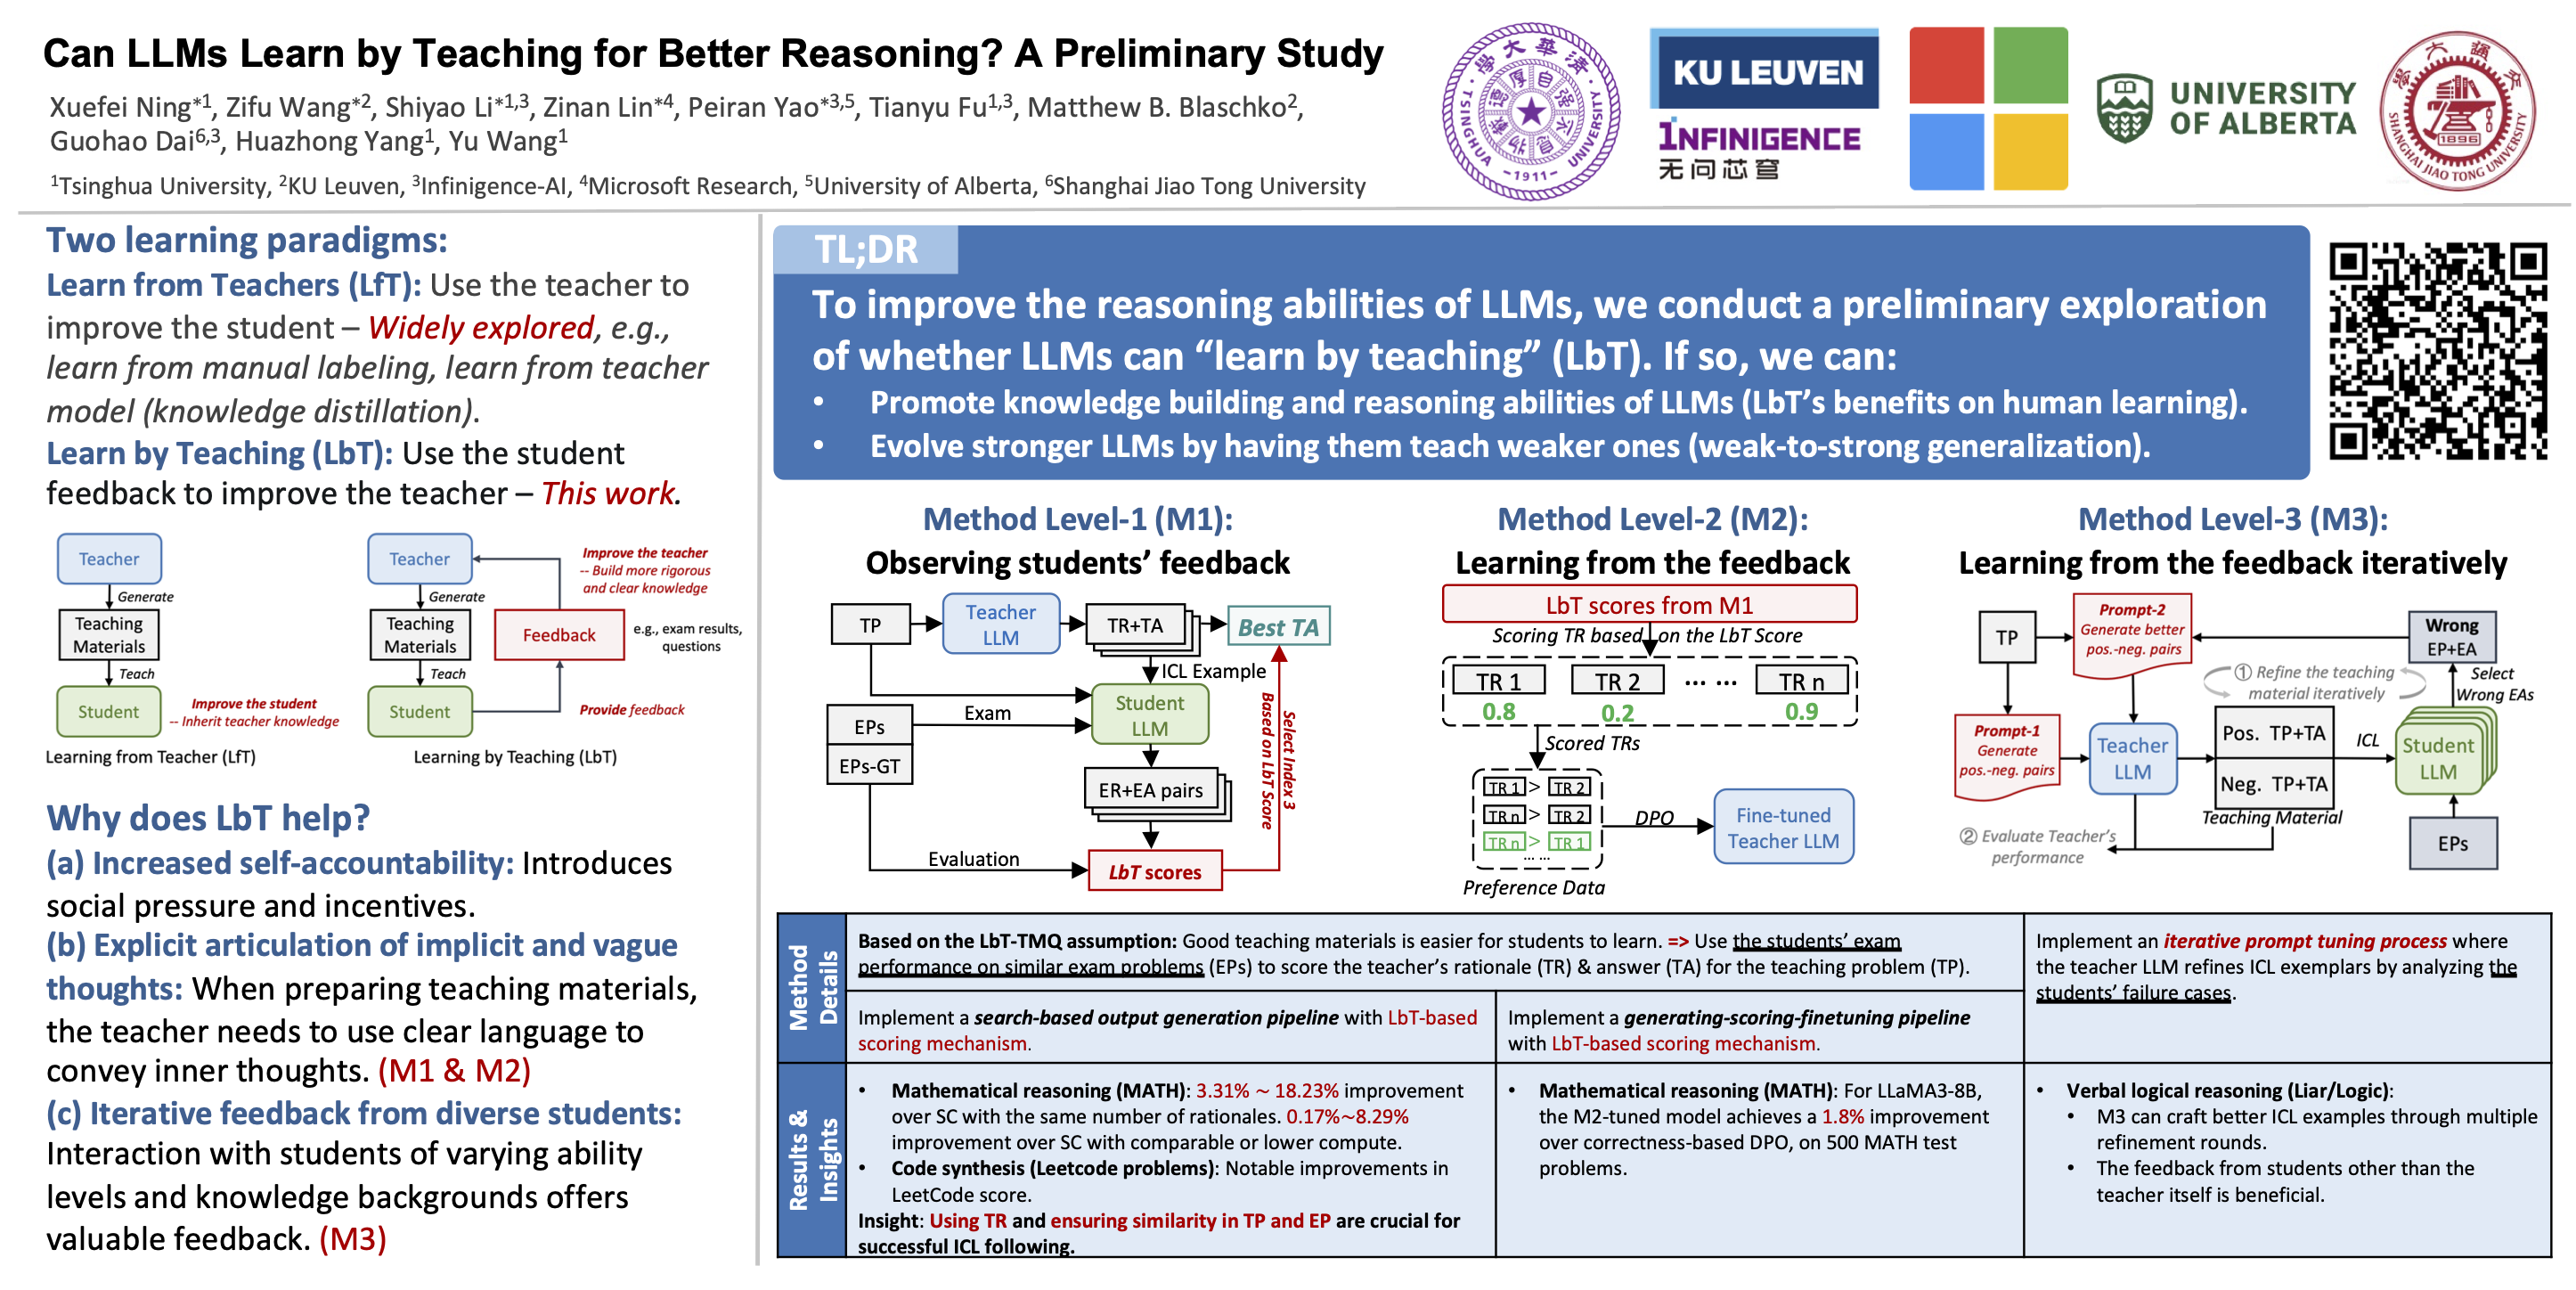 Can LLMs Learn by Teaching for Better Reasoning? A Preliminary Study
Xuefei Ning*1, Zifu Wang*2, Shiyao Li*1,3, Zinan Lin*4, Peiran Yao*3,5, Tianyu Fu1,3, Matthew B. Blaschko2,
Guohao Dai6,3, Huazhong Yang1, Yu Wang1
1Tsinghua University, 2KU Leuven, 3Infinigence-AI, 4Microsoft Research, 5University of Alberta, 6Shanghai Jiao Tong University
TSINGHUA UNIVERSITY
-1911-
KU LEUVEN
INFINIGENCE
无问芯穹
UNIVERSITY
OF ALBERTA
1896
SHANGHAI JIAO TONG UNIVERSITY
Two learning paradigms:
Learn from Teachers (LfT): Use the teacher to
improve the student – Widely explored, e.g.,
learn from manual labeling, learn from teacher
model (knowledge distillation).
Learn by Teaching (LbT): Use the student
feedback to improve the teacher – This work.
Teacher
Generate
Teaching
Materials
Teach
Student
Improve the student
-- Inherit teacher knowledge
Learning from Teacher (LfT)
Teacher
Generate
Teaching
Materials
Teach
Student
Improve the teacher
-- Build more rigorous
and clear knowledge
Feedback
e.g., exam results,
questions
Provide feedback
Learning by Teaching (LbT)
Why does LbT help?
(a) Increased self-accountability: Introduces
social pressure and incentives.
(b) Explicit articulation of implicit and vague
thoughts: When preparing teaching materials,
the teacher needs to use clear language to
convey inner thoughts. (M1 & M2)
(c) Iterative feedback from diverse students:
Interaction with students of varying ability
levels and knowledge backgrounds offers
valuable feedback. (M3)
TL;DR
To improve the reasoning abilities of LLMs, we conduct a preliminary exploration
of whether LLMs can “learn by teaching” (LbT). If so, we can:
• Promote knowledge building and reasoning abilities of LLMs (LbT’s benefits on human learning).
• Evolve stronger LLMs by having them teach weaker ones (weak-to-strong generalization).
Method Level-1 (M1):
Observing students’ feedback
TP
Teacher
LLM
TR+TA
Best TA
ICL Example
Student
LLM
EPs
Exam
EPs-GT
ER+EA pairs
Evaluation
LbT scores
Select Index 3
Based on LbT Score
Method Level-2 (M2):
Learning from the feedback
LbT scores from M1
Scoring TR based on the LbT Score
TR 1
TR 2
... ...
TR n
0.8
0.2
0.9
Scored TRs
TR 1 > TR 2
TR n > TR 2
TR n > TR 1
... ...
Preference Data
DPO
Fine-tuned
Teacher LLM
Method Level-3 (M3):
Learning from the feedback iteratively
TP
Prompt-2
Generate better
pos.-neg. pairs
Wrong
EP+EA
① Refine the teaching
material iteratively
Select
Wrong EAs
Prompt-1
Generate
pos.-neg. pairs
Teacher
LLM
Pos. TP+TA
Neg. TP+TA
Teaching Material
ICL
Student
LLM
② Evaluate Teacher’s
performance
EPs
Method
Details
Based on the LbT-TMQ assumption: Good teaching materials is easier for students to learn. => Use the students’ exam
performance on similar exam problems (EPs) to score the teacher’s rationale (TR) & answer (TA) for the teaching problem (TP).
Implement a search-based output generation pipeline with LbT-based
scoring mechanism.
Implement a generating-scoring-finetuning pipeline
with LbT-based scoring mechanism.
Implement an iterative prompt tuning process where
the teacher LLM refines ICL exemplars by analyzing the
students’ failure cases.
Results &
Insights
• Mathematical reasoning (MATH): 3.31% ~ 18.23% improvement
over SC with the same number of rationales. 0.17%~8.29%
improvement over SC with comparable or lower compute.
• Code synthesis (Leetcode problems): Notable improvements in
LeetCode score.
Insight: Using TR and ensuring similarity in TP and EP are crucial for
successful ICL following.
• Mathematical reasoning (MATH): For LLaMA3-8B,
the M2-tuned model achieves a 1.8% improvement
over correctness-based DPO, on 500 MATH test
problems.
• Verbal logical reasoning (Liar/Logic):
• M3 can craft better ICL examples through multiple
refinement rounds.
• The feedback from students other than the
teacher itself is beneficial.